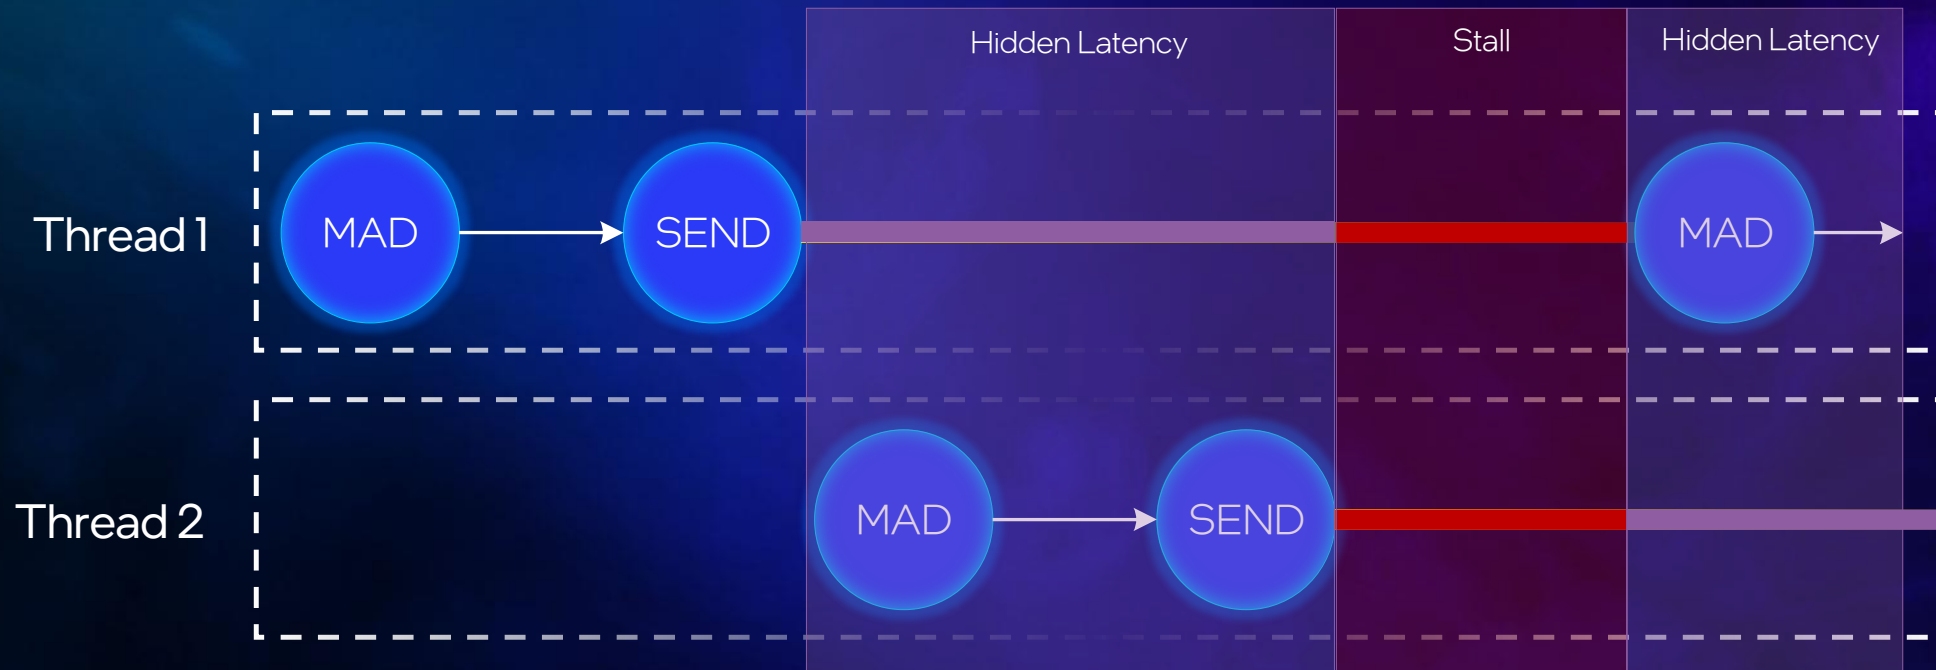 Hidden Latency
Stall
Hidden Latency
Thread 1
MAD
SEND
MAD
Thread 2
MAD
SEND